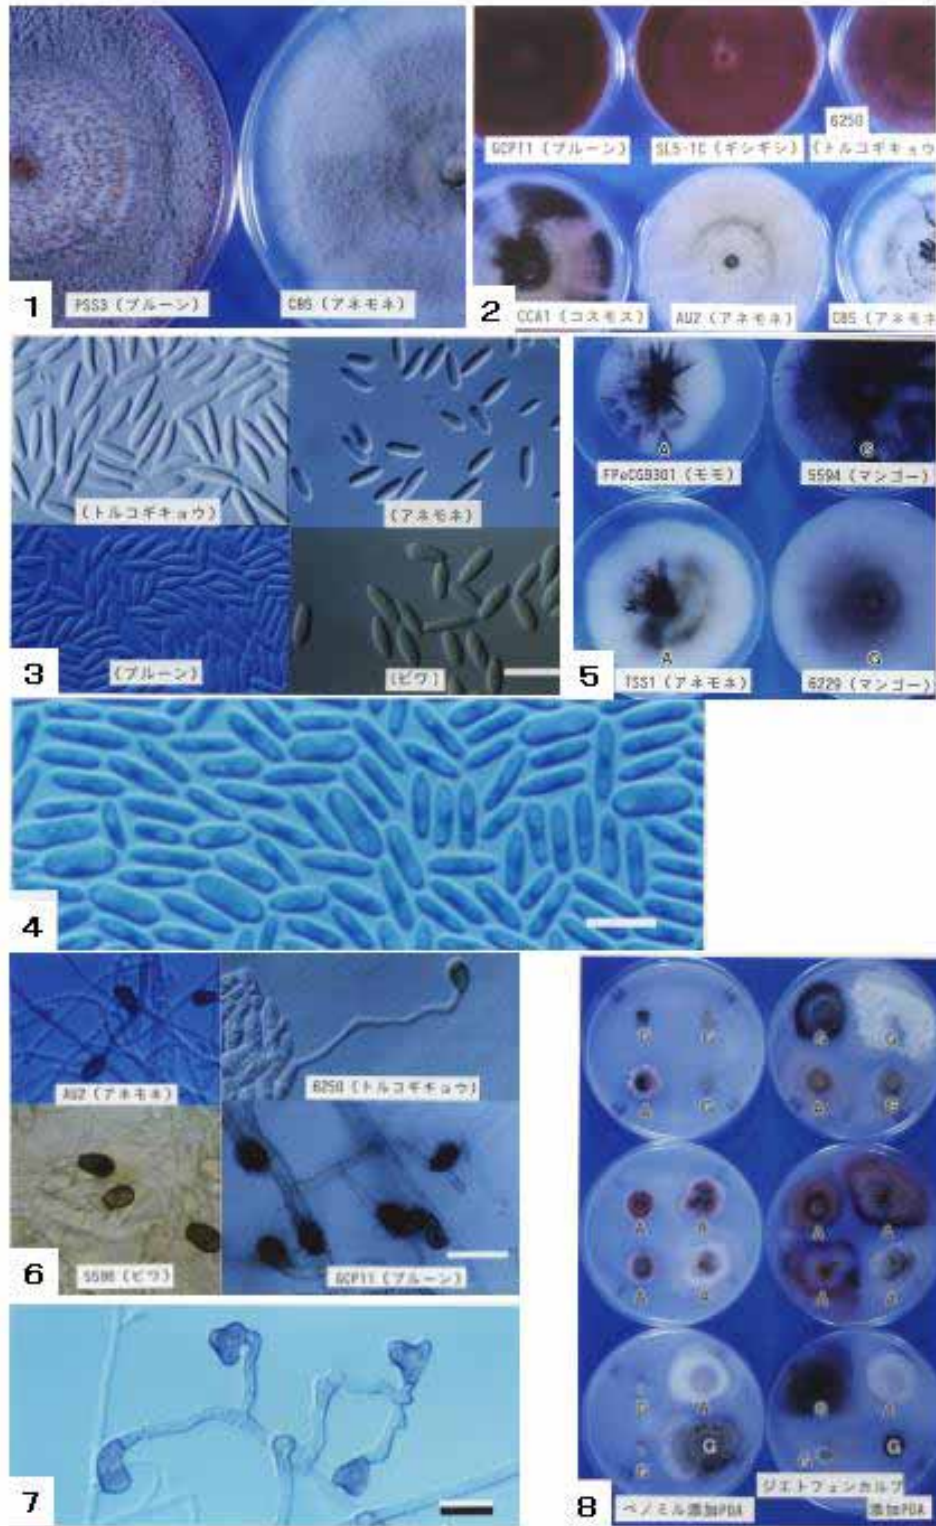 PSS3（プルーン）
CB5（アネモネ）
1
GCP11（プルーン）
SL5-1C（ギシギシ）
6250
（トルコギキョウ
CCA1（コスモス）
AU2（アネモネ）
CB5（アネモネ
2
（トルコギキョウ）
（アネモネ）
（プルーン）
（ビワ）
3
A
G
FPeCG9301（モモ）
5594（マンゴー）
A
G
TSS1（アネモネ）
6229（マンゴー）
5
4
AU2（アネモネ）
6250（トルコギキョウ）
5598（ビワ）
GCP11（プルーン）
6
7
G G
G G
A G
A G
A A
A A
A A
A A
A
G A
G G
G G
ベノミル添加PDA
ジエトフェンカルブ
添加PDA
8